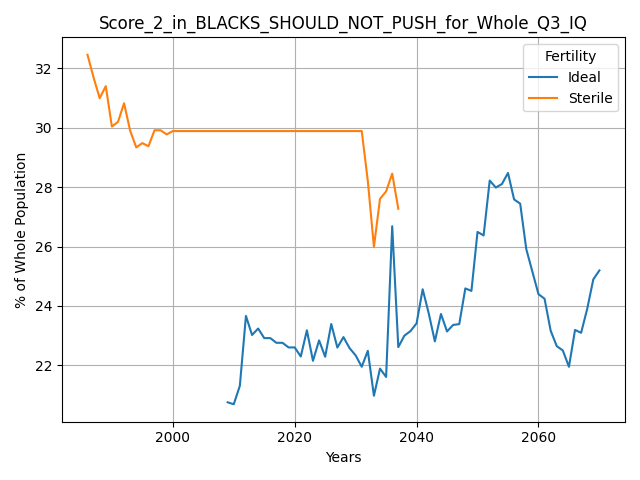 Score_2_in_BLACKS_SHOULD_NOT_PUSH_for_Whole_Q3_IQ
Fertility
Ideal
Sterile
% of Whole Population
32
30
28
26
24
22
2000
2020
2040
2060
Years